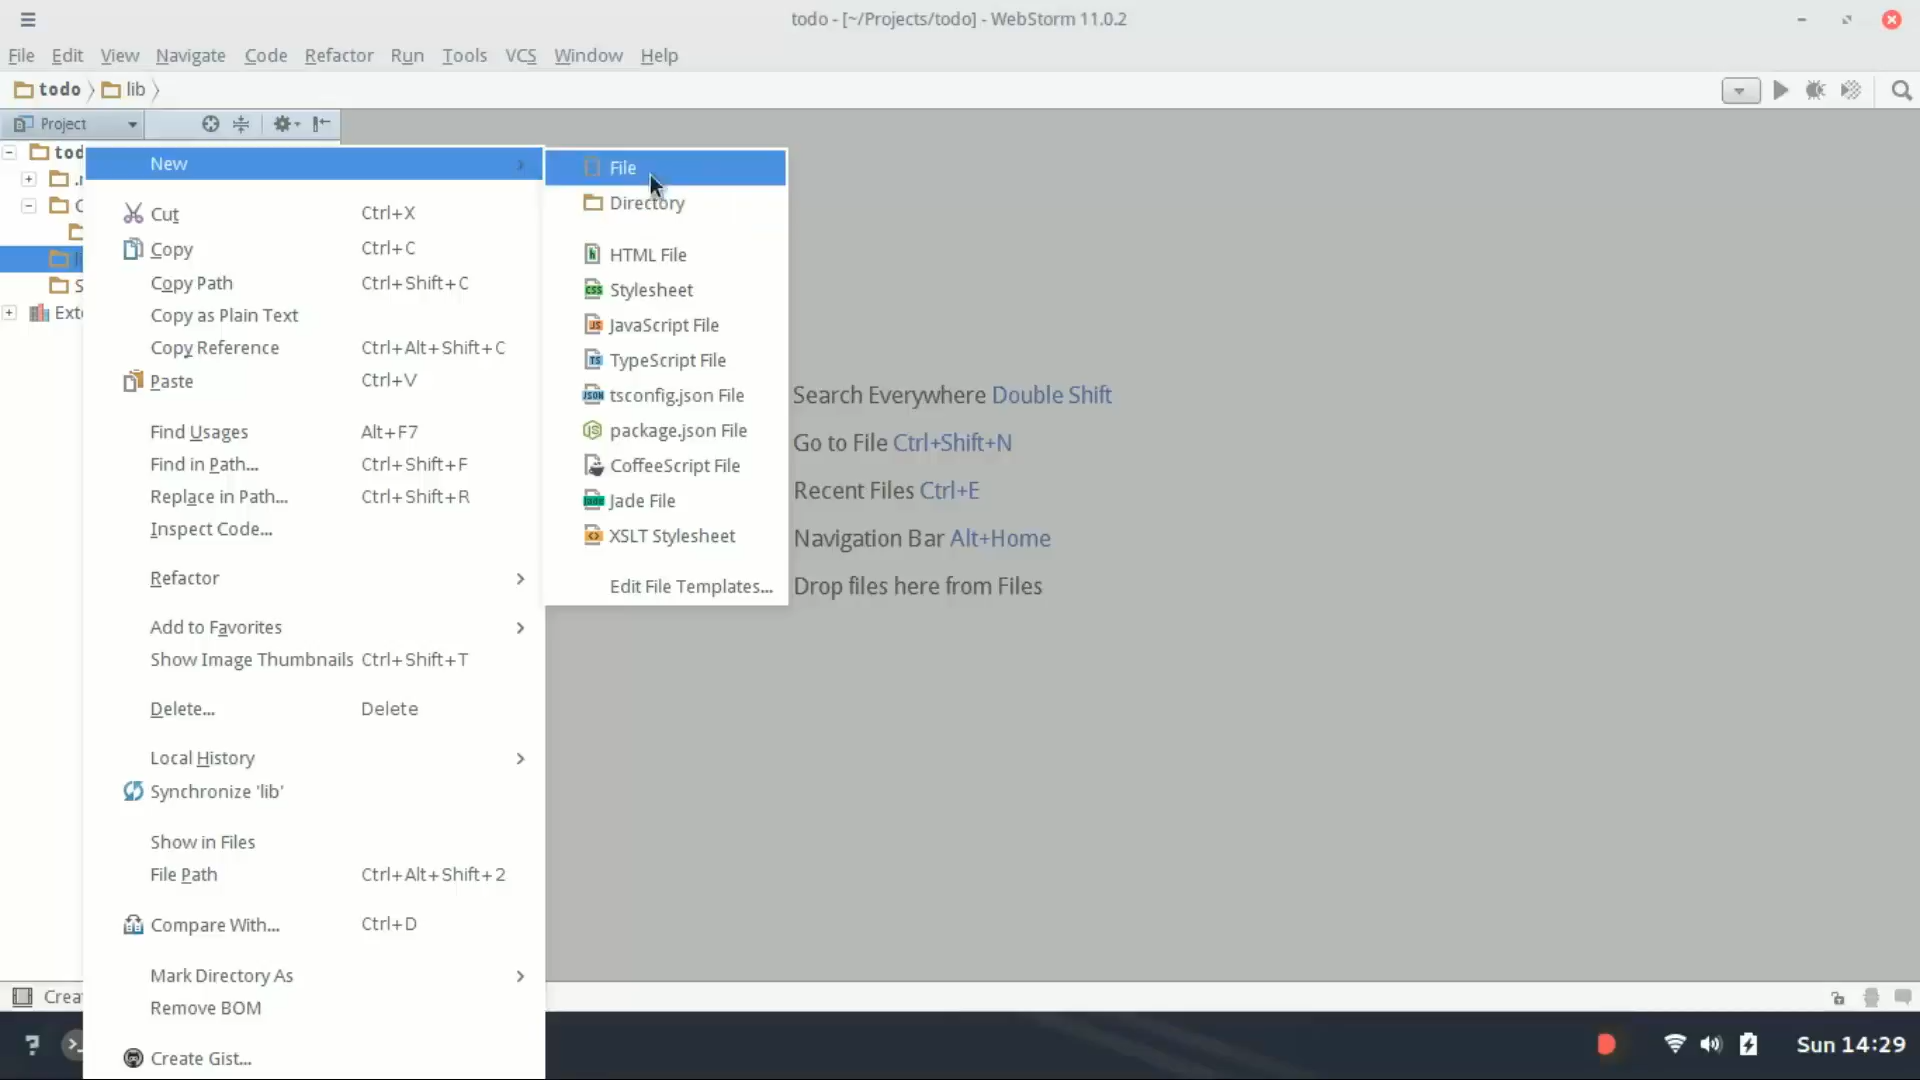 todo - [~/Projects/todo] - WebStorm 11.0.2
File Edit View Navigate Code Refactor Run Tools VCS Window Help
todo lib
Project
New
Cut Ctrl+X
Copy Ctrl+C
Copy Path Ctrl+Shift+C
Copy as Plain Text
Copy Reference Ctrl+Alt+Shift+C
Paste Ctrl+V
Find Usages Alt+F7
Find in Path... Ctrl+Shift+F
Replace in Path... Ctrl+Shift+R
Inspect Code...
Refactor
Add to Favorites
Show Image Thumbnails Ctrl+Shift+T
Delete... Delete
Local History
Synchronize 'lib'
Show in Files
File Path Ctrl+Alt+Shift+2
Compare With... Ctrl+D
Mark Directory As
Remove BOM
Create Gist...
File
Directory
HTML File
Stylesheet
JavaScript File
TypeScript File
tsconfig.json File
package.json File
CoffeeScript File
Jade File
XSLT Stylesheet
Edit File Templates...
Search Everywhere Double Shift
Go to File Ctrl+Shift+N
Recent Files Ctrl+E
Navigation Bar Alt+Home
Drop files here from Files
Sun 14:29